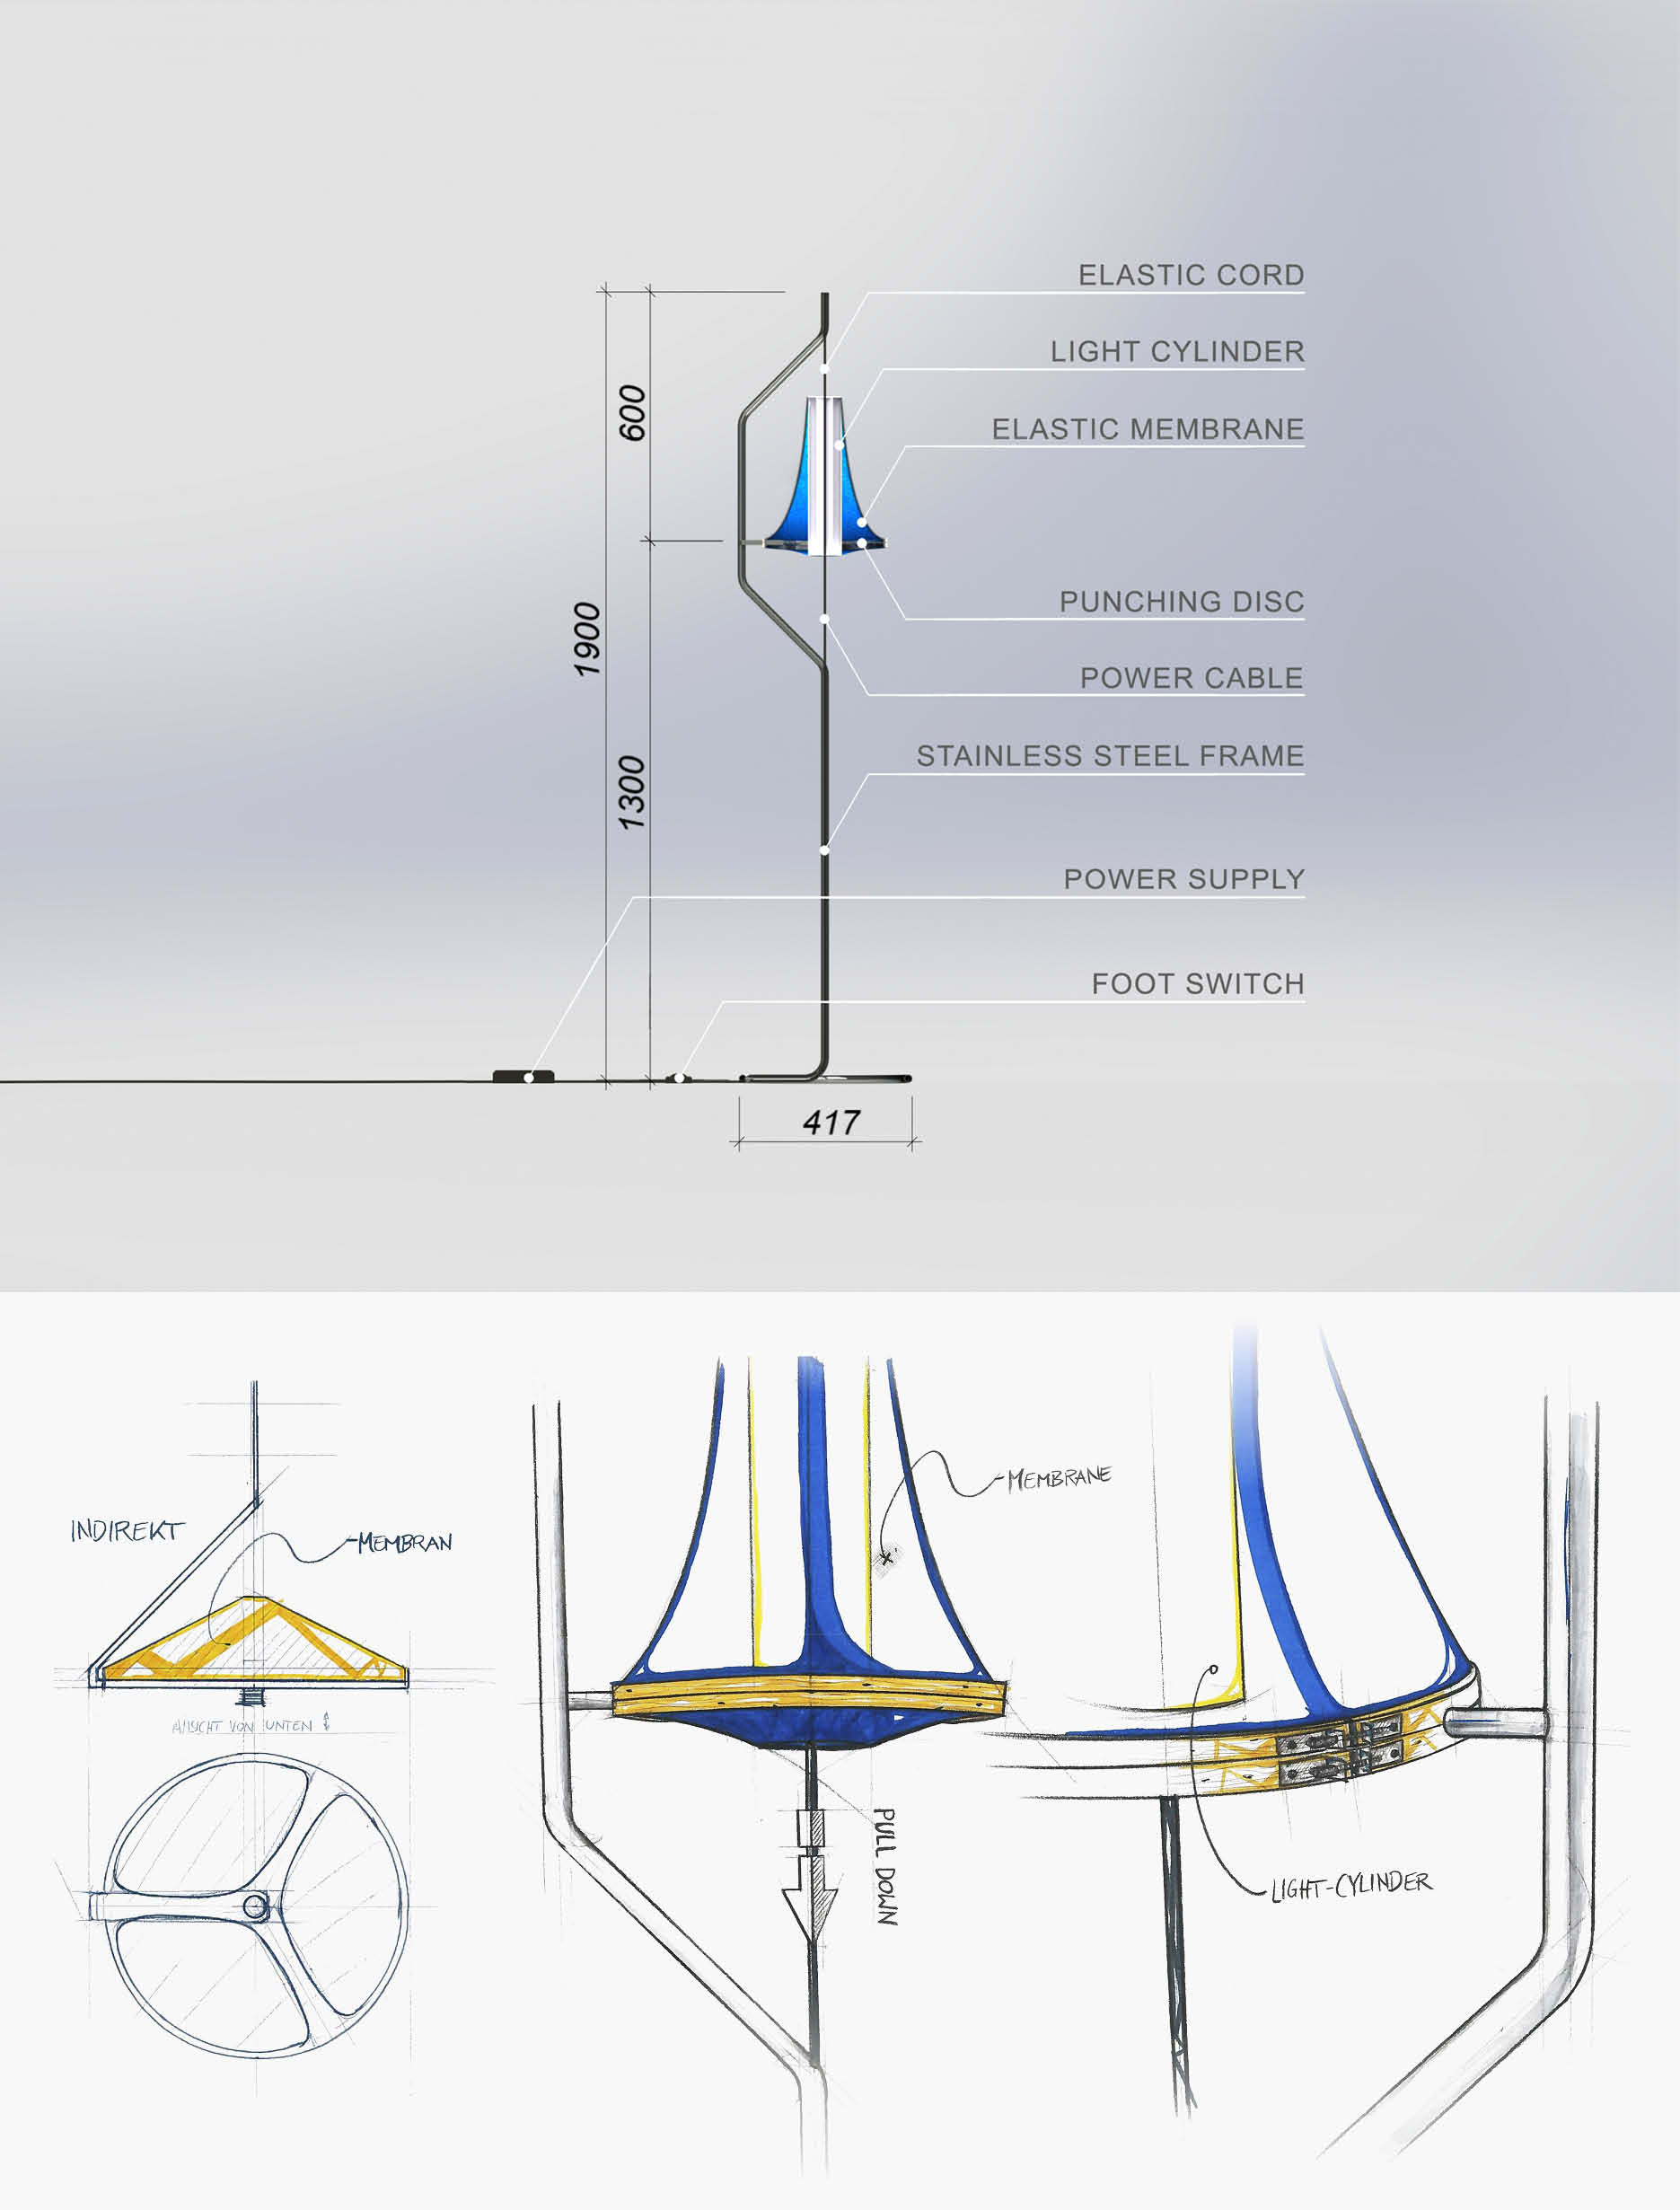 ELASTIC CORD
LIGHT CYLINDER
ELASTIC MEMBRANE
600
PUNCHING DISC
1900
POWER CABLE
STAINLESS STEEL FRAME
1300
POWER SUPPLY
FOOT SWITCH
417
MEMBRANE
INDIREKT
MEMBRAN
ANSICHT VON UNTEN
PULL DOWN
LIGHT-CYLINDER